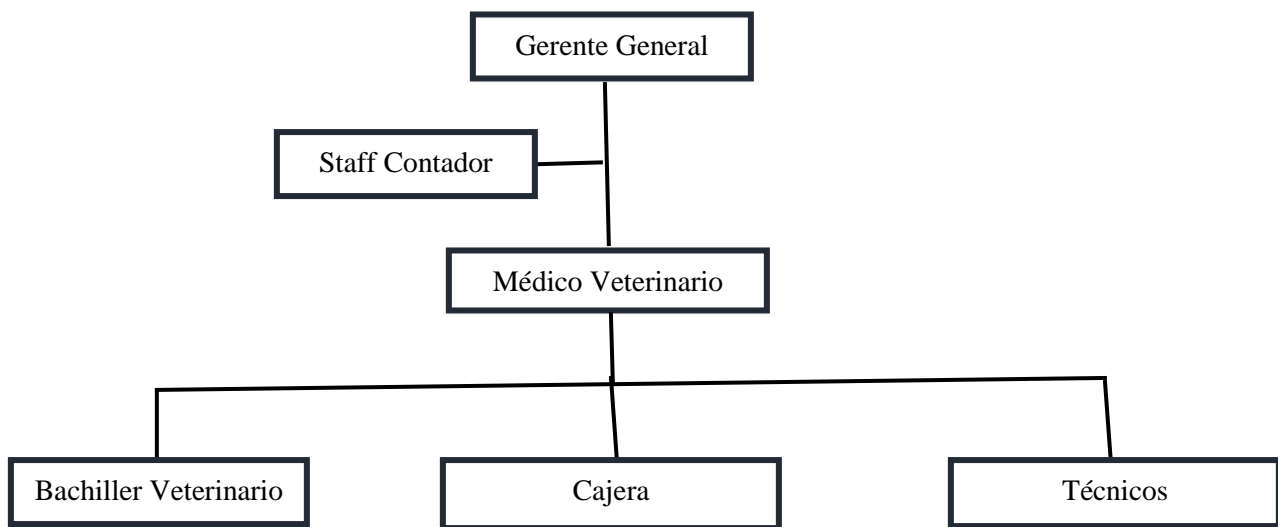 Gerente General
Staff Contador
Médico Veterinario
Bachiller Veterinario
Cajera
Técnicos